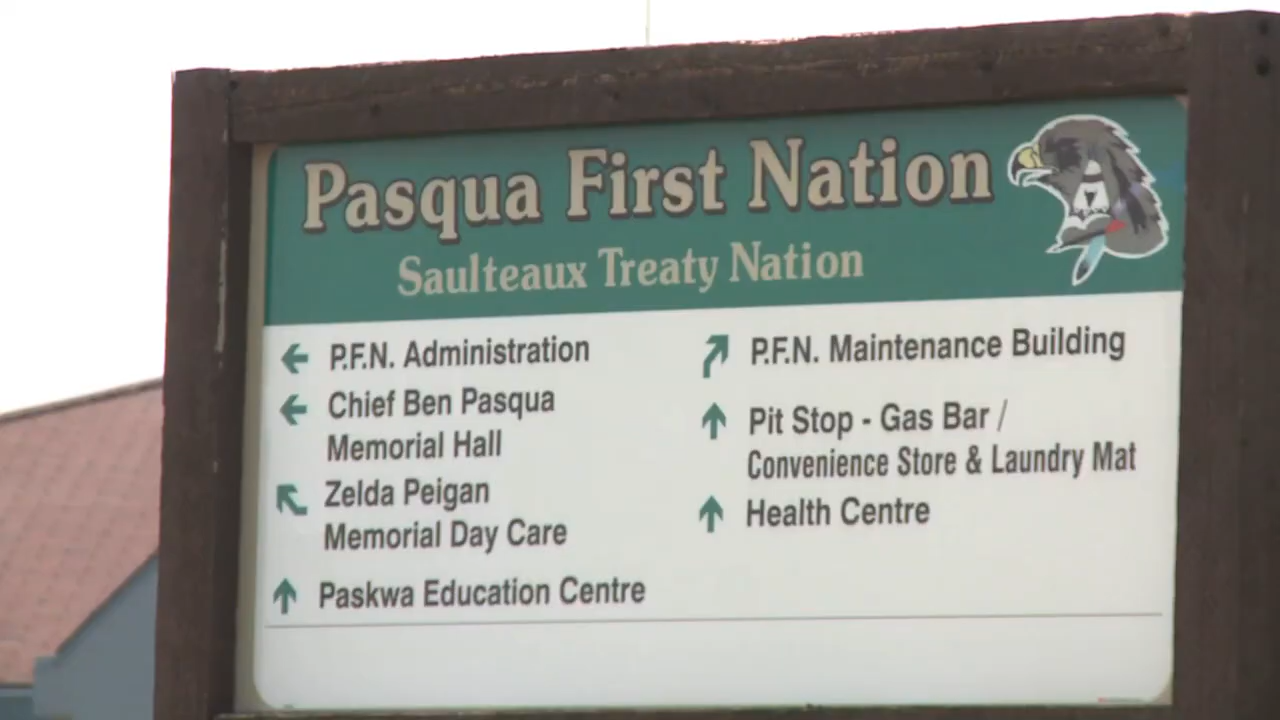 Pasqua First Nation
Saulteaux Treaty Nation
P.F.N. Administration
Chief Ben Pasqua
Memorial Hall
Zelda Peigan
Memorial Day Care
Paskwa Education Centre
P.F.N. Maintenance Building
Pit Stop - Gas Bar /
Convenience Store & Laundry Mat
Health Centre